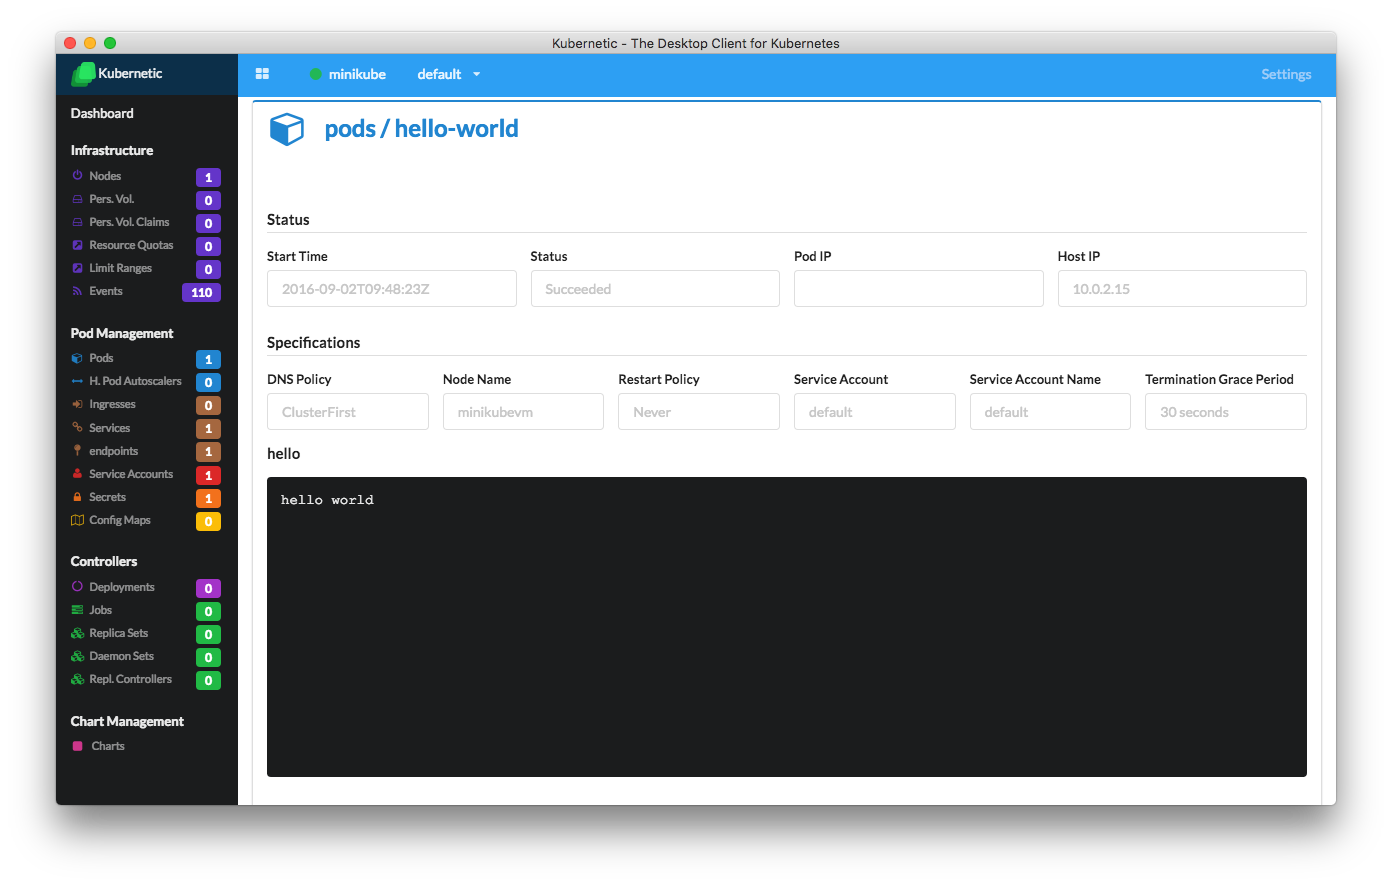 Kubernetic - The Desktop Client for Kubernetes
Kubernetic
minikube
default
Settings
Dashboard
Infrastructure
Nodes 1
Pers. Vol. 0
Pers. Vol. Claims 0
Resource Quotas 0
Limit Ranges 0
Events 110
Pod Management
Pods 1
H. Pod Autoscalers 0
Ingresses 0
Services 1
endpoints 1
Service Accounts 1
Secrets 1
Config Maps 0
Controllers
Deployments 0
Jobs 0
Replica Sets 0
Daemon Sets 0
Repl. Controllers 0
Chart Management
Charts
pods / hello-world
Status
Start Time Status Pod IP Host IP
2016-09-02T09:48:23Z Succeeded 10.0.2.15
Specifications
DNS Policy Node Name Restart Policy Service Account Service Account Name Termination Grace Period
ClusterFirst minikubevm Never default default 30 seconds
hello
hello world